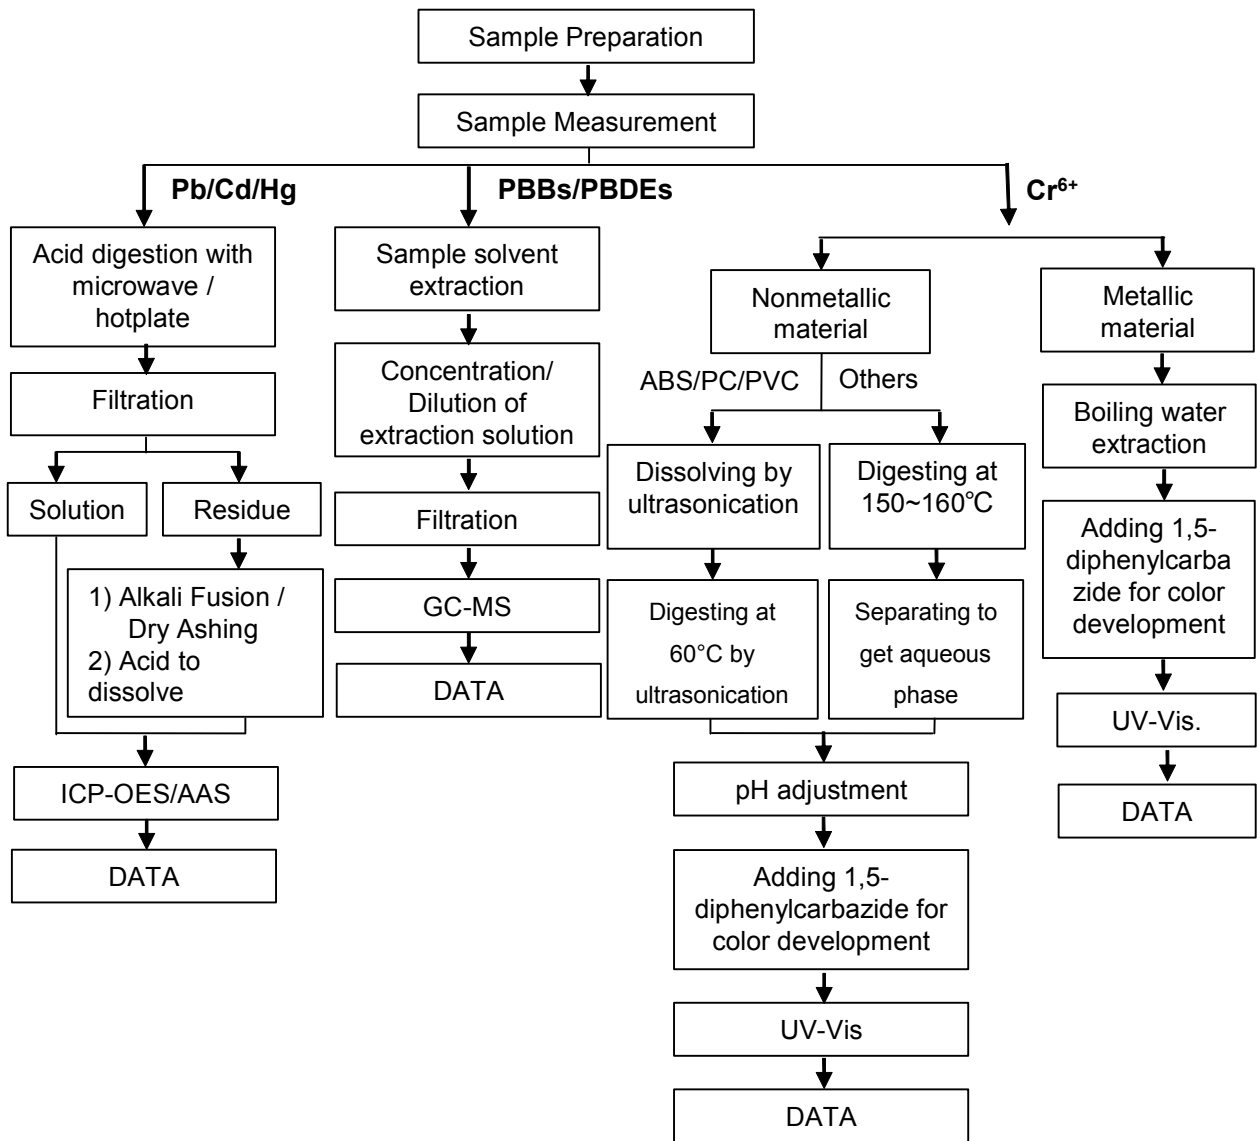 Sample Preparation
Sample Measurement
Pb/Cd/Hg
PBBs/PBDEs
Cr⁶⁺
Acid digestion with
microwave /
hotplate
Filtration
Solution
Residue
1) Alkali Fusion /
Dry Ashing
2) Acid to
dissolve
ICP-OES/AAS
DATA
Sample solvent
extraction
Concentration/
Dilution of
extraction solution
Filtration
GC-MS
DATA
Nonmetallic
material
ABS/PC/PVC
Others
Dissolving by
ultrasonication
Digesting at
60°C by
ultrasonication
Digesting at
150~160℃
Separating to
get aqueous
phase
pH adjustment
Adding 1,5-
diphenylcarbazide for
color development
UV-Vis
DATA
Metallic
material
Boiling water
extraction
Adding 1,5-
diphenylcarba
zide for color
development
UV-Vis.
DATA